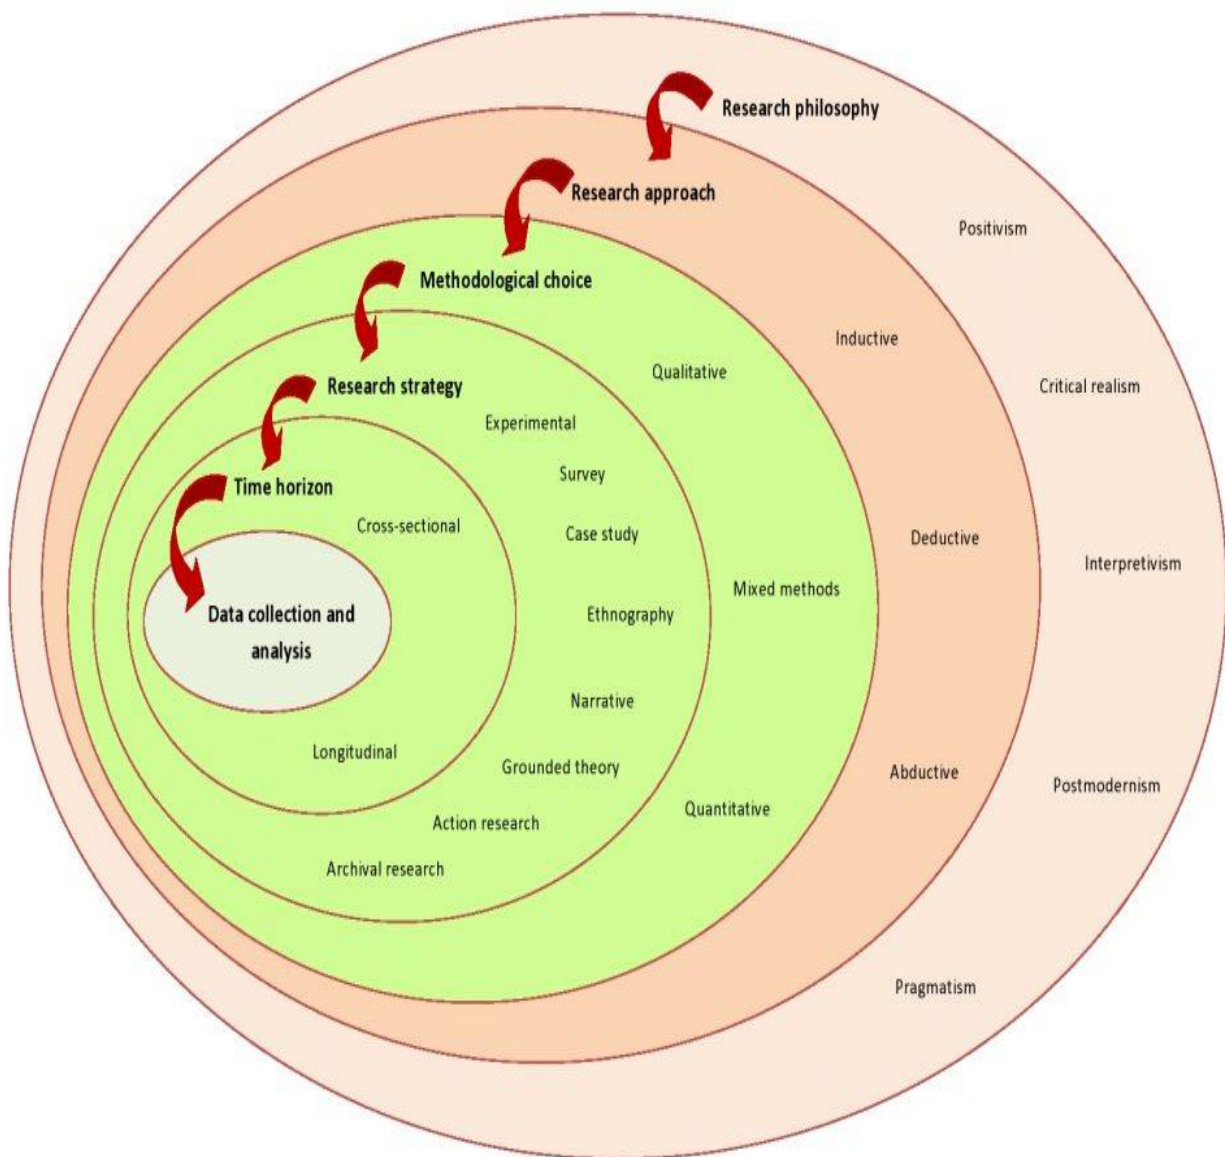 Research philosophy
Research approach
Positivism
Methodological choice
Inductive
Qualitative
Research strategy
Critical realism
Experimental
Survey
Time horizon
Cross-sectional
Case study
Deductive
Interpretivism
Mixed methods
Data collection and
analysis
Ethnography
Narrative
Longitudinal
Grounded theory
Abductive
Postmodernism
Quantitative
Action research
Archival research
Pragmatism